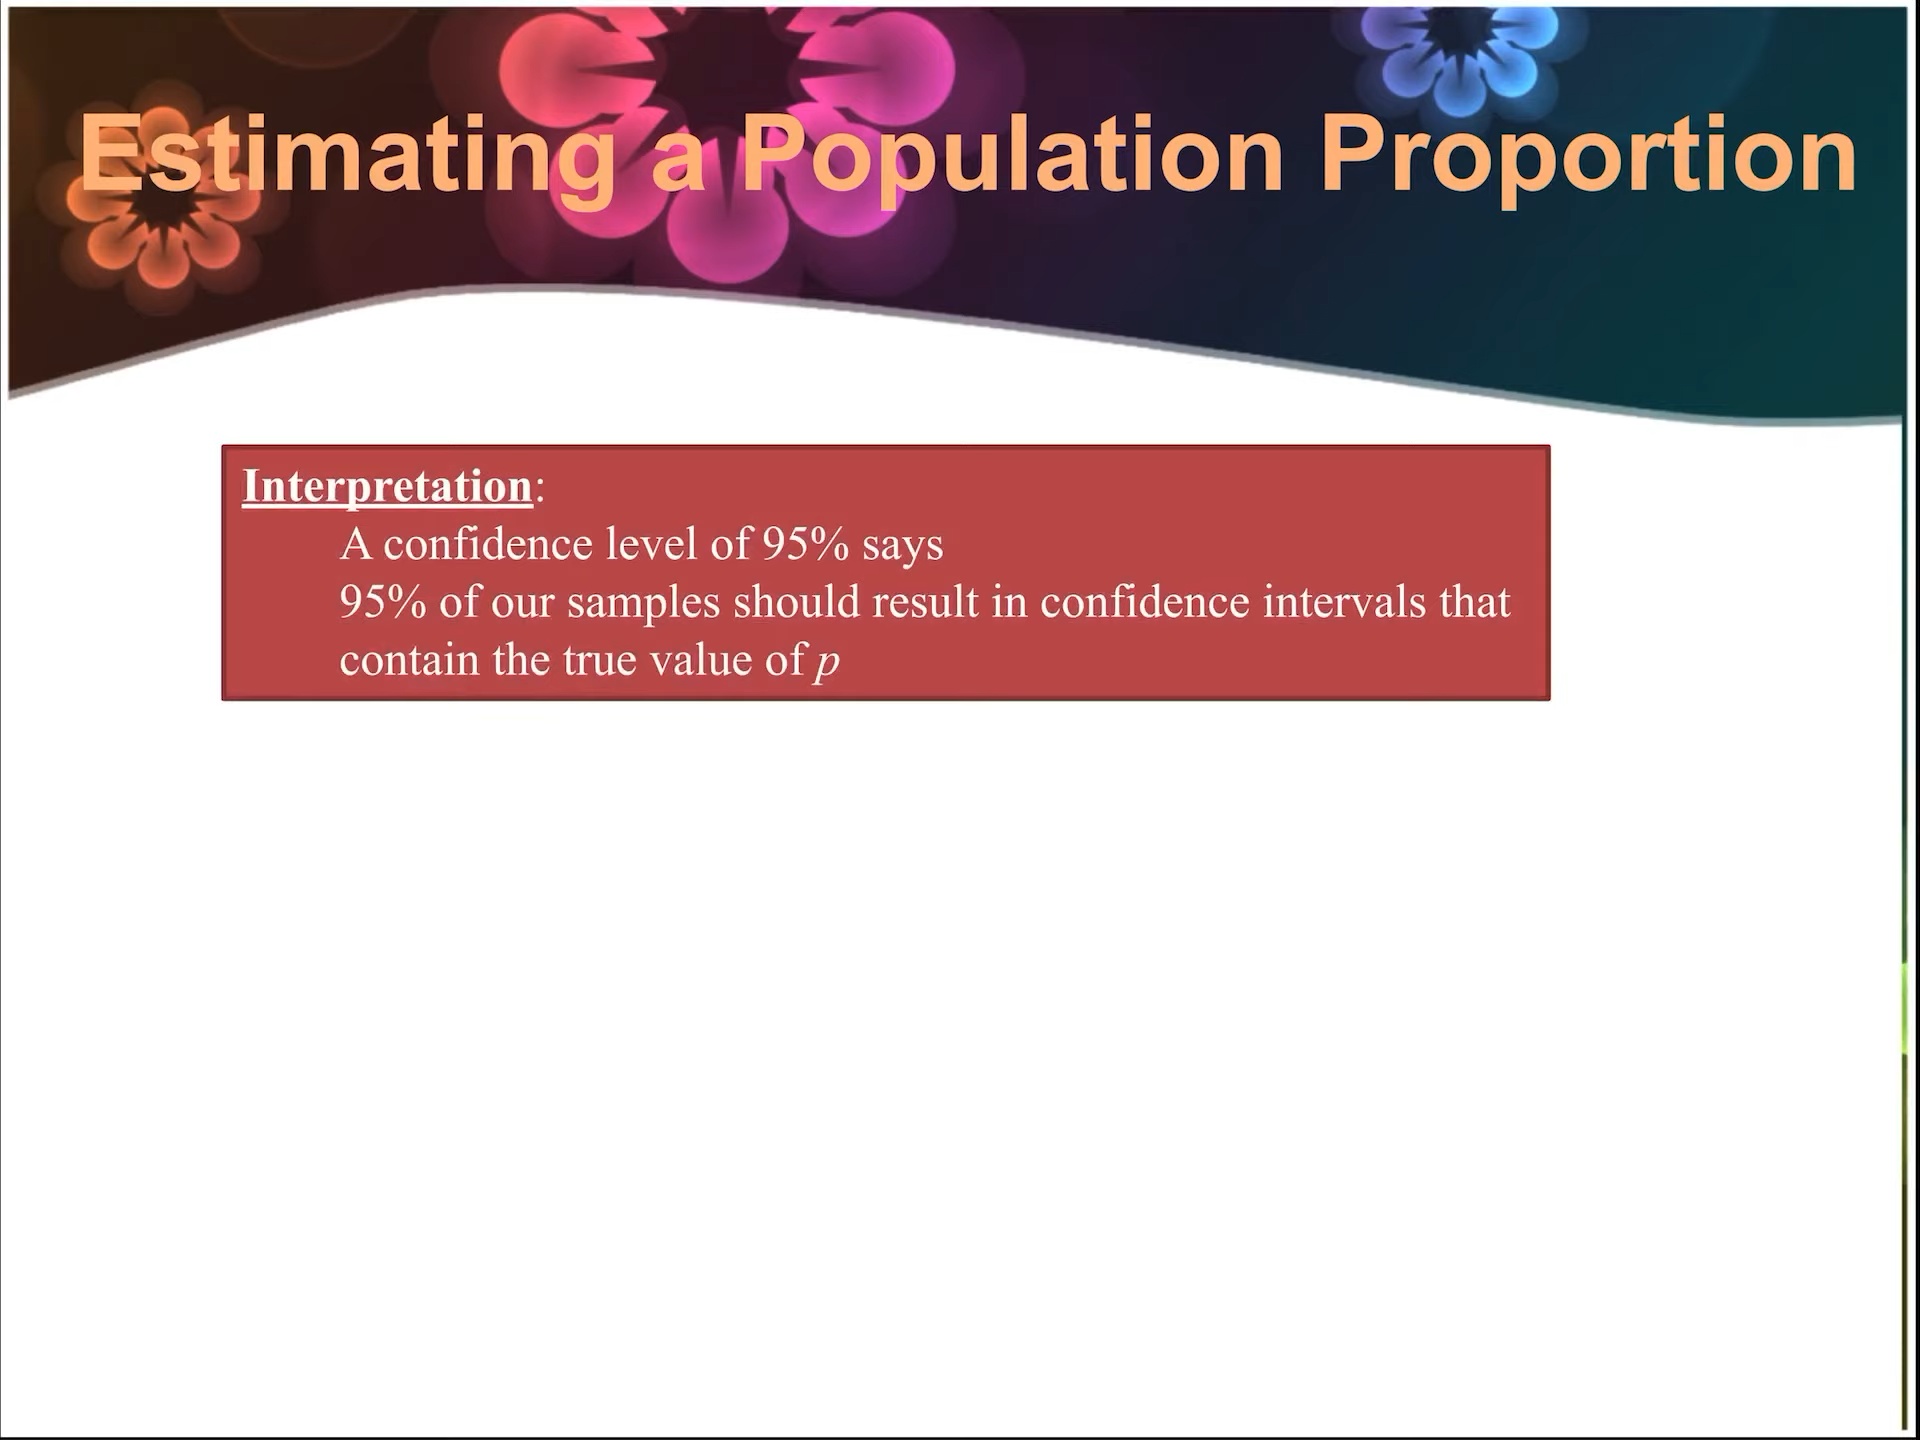 Estimating a Population Proportion
Interpretation:
A confidence level of 95% says
95% of our samples should result in confidence intervals that
contain the true value of p